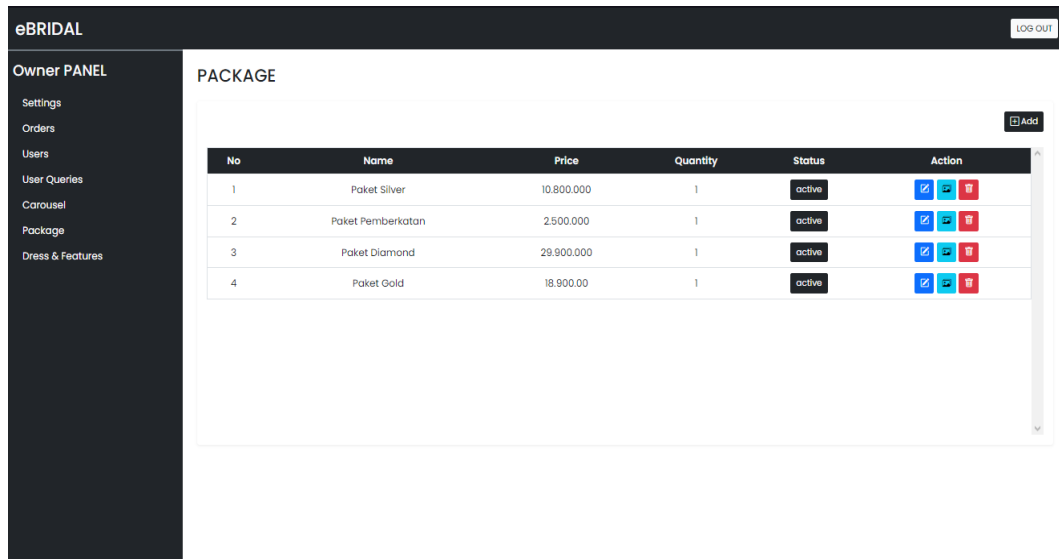 eBRIDAL
LOG OUT
Owner PANEL
Settings
Orders
Users
User Queries
Carousel
Package
Dress & Features
PACKAGE
Add
No Name Price Quantity Status Action
1 Paket Silver 10.800.000 1 active
2 Paket Pemberkatan 2.500.000 1 active
3 Paket Diamond 29.900.000 1 active
4 Paket Gold 18.900.00 1 active